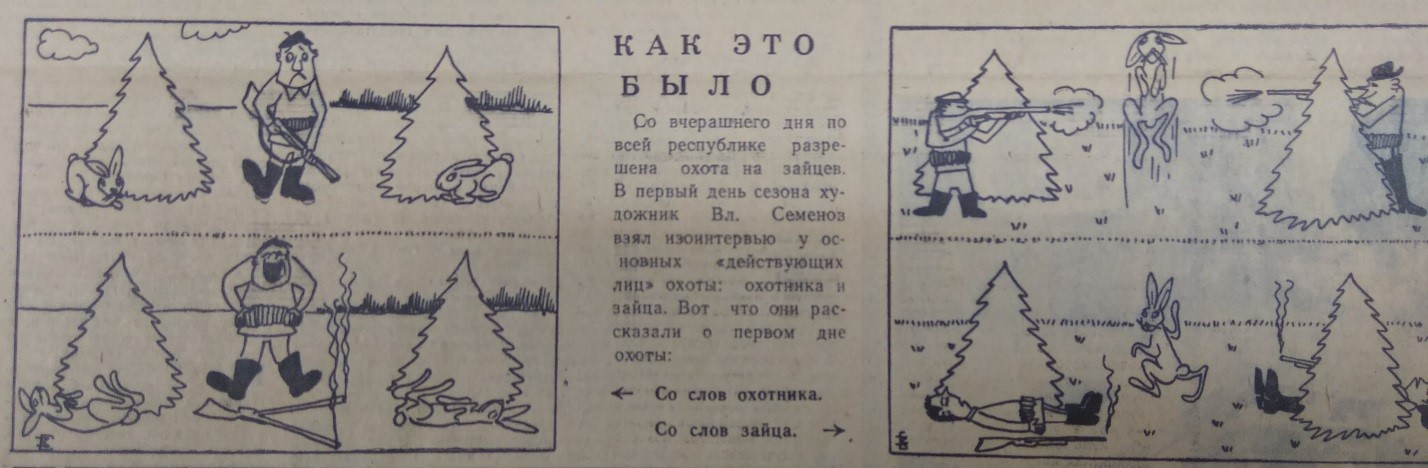 КАК ЭТО
БЫЛО
Со вчерашнего дня по
всей республике разре-
шена охота на зайцев.
В первый день сезона ху-
дожник Вл. Семенов
взял изоинтервью у ос-
новных «действующих
лиц» охоты: охотника и
зайца. Вот что они рас-
сказали о первом дне
охоты:
← Со слов охотника.
Со слов зайца. →